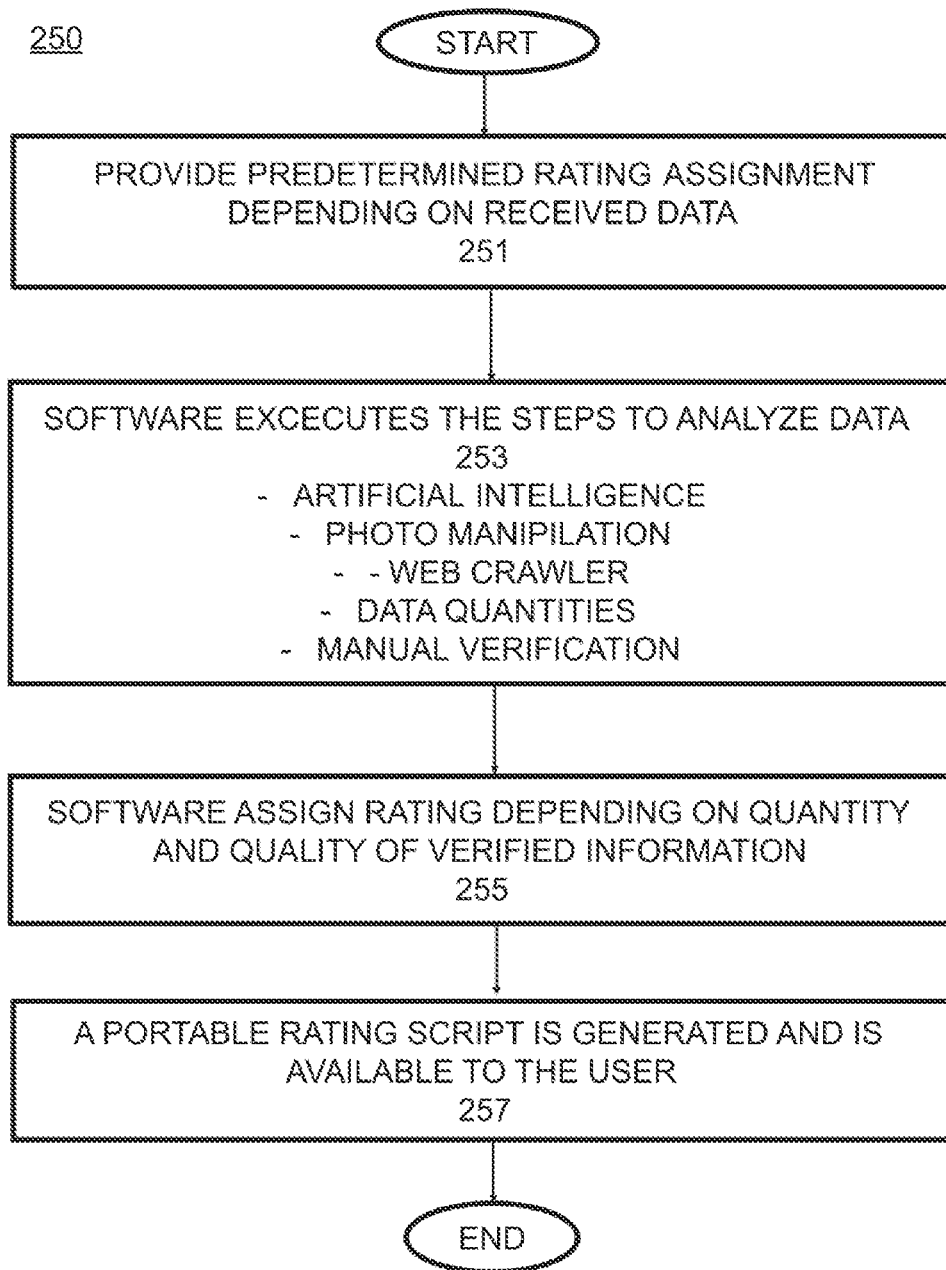 250
START
PROVIDE PREDETERMINED RATING ASSIGNMENT
DEPENDING ON RECEIVED DATA
251
SOFTWARE EXCECUTES THE STEPS TO ANALYZE DATA
253
- ARTIFICIAL INTELLIGENCE
- PHOTO MANIPILATION
- - WEB CRAWLER
- DATA QUANTITIES
- MANUAL VERIFICATION
SOFTWARE ASSIGN RATING DEPENDING ON QUANTITY
AND QUALITY OF VERIFIED INFORMATION
255
A PORTABLE RATING SCRIPT IS GENERATED AND IS
AVAILABLE TO THE USER
257
END